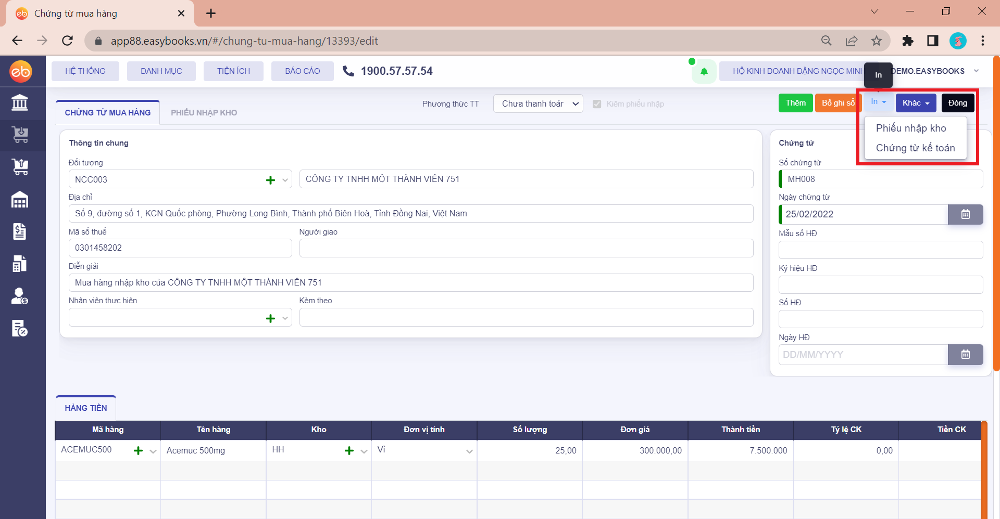 Chứng từ mua hàng
app88.easybooks.vn/#/chung-tu-mua-hang/13393/edit
eb
HỆ THỐNG
DANH MỤC
TIỆN ÍCH
BÁO CÁO
1900.57.57.54
HỘ KINH DOANH ĐẶNG NGỌC MINH
In
DEMO.EASYBOOKS
CHỨNG TỪ MUA HÀNG
PHIẾU NHẬP KHO
Phương thức TT
Chưa thanh toán
Kiêm phiếu nhập
Thêm
Bỏ ghi sổ
In
Khác
Đóng
Phiếu nhập kho
Chứng từ kế toán
Thông tin chung
Đối tượng
NCC003
CÔNG TY TNHH MỘT THÀNH VIÊN 751
Địa chỉ
Số 9, đường số 1, KCN Quốc phòng, Phường Long Bình, Thành phố Biên Hoà, Tỉnh Đồng Nai, Việt Nam
Mã số thuế
Người giao
0301458202
Diễn giải
Mua hàng nhập kho của CÔNG TY TNHH MỘT THÀNH VIÊN 751
Nhân viên thực hiện
Kèm theo
Chứng từ
Số chứng từ
MH008
Ngày chứng từ
25/02/2022
Mẫu số HĐ
Ký hiệu HĐ
Số HĐ
Ngày HĐ
DD/MM/YYYY
HÀNG TIỀN
Mã hàng
Tên hàng
Kho
Đơn vị tính
Số lượng
Đơn giá
Thành tiền
Tỷ lệ CK
Tiền CK
ACEMUC500
Acemuc 500mg
HH
Vỉ
25,00
300.000,00
7.500.000
0,00